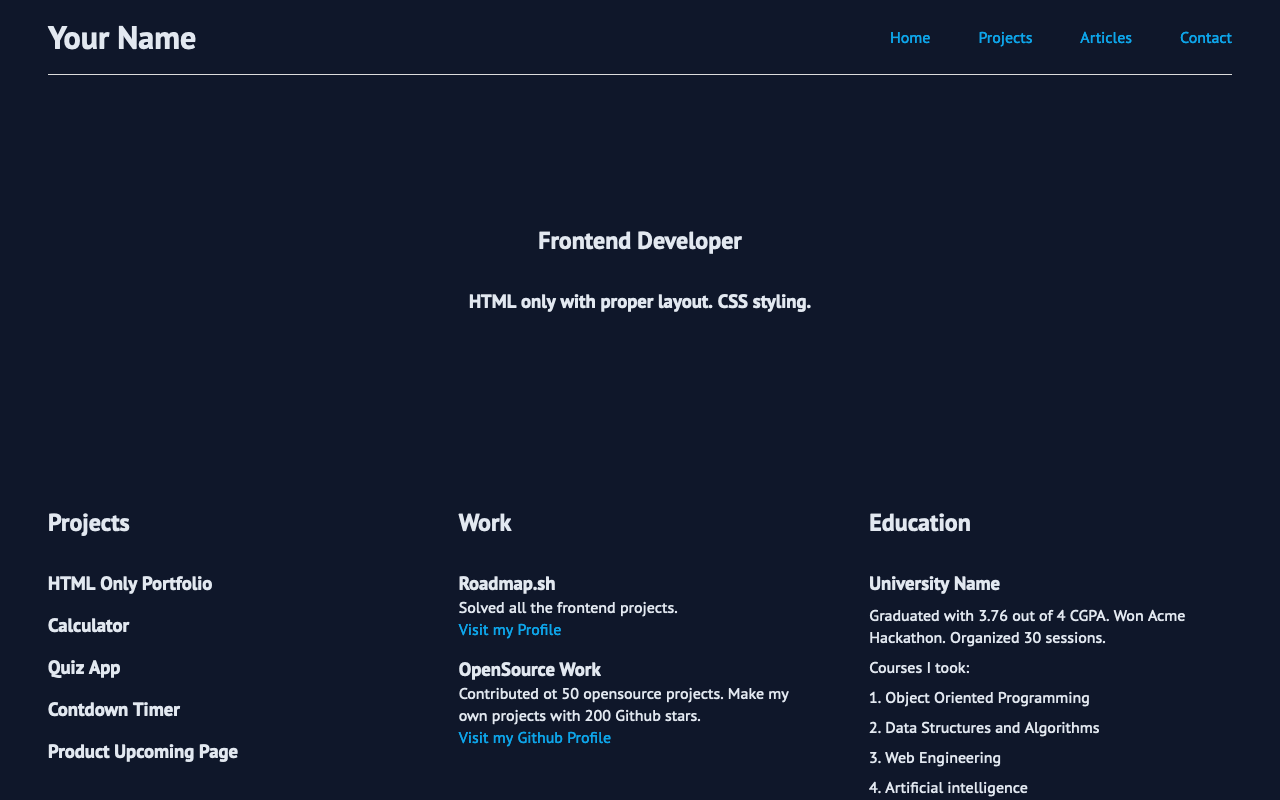 Your Name
Home
Projects
Articles
Contact
Frontend Developer
HTML only with proper layout. CSS styling.
Projects
HTML Only Portfolio
Calculator
Quiz App
Contdown Timer
Product Upcoming Page
Work
Roadmap.sh
Solved all the frontend projects.
Visit my Profile
OpenSource Work
Contributed ot 50 opensource projects. Make my
own projects with 200 Github stars.
Visit my Github Profile
Education
University Name
Graduated with 3.76 out of 4 CGPA. Won Acme
Hackathon. Organized 30 sessions.
Courses I took:
1. Object Oriented Programming
2. Data Structures and Algorithms
3. Web Engineering
4. Artificial intelligence